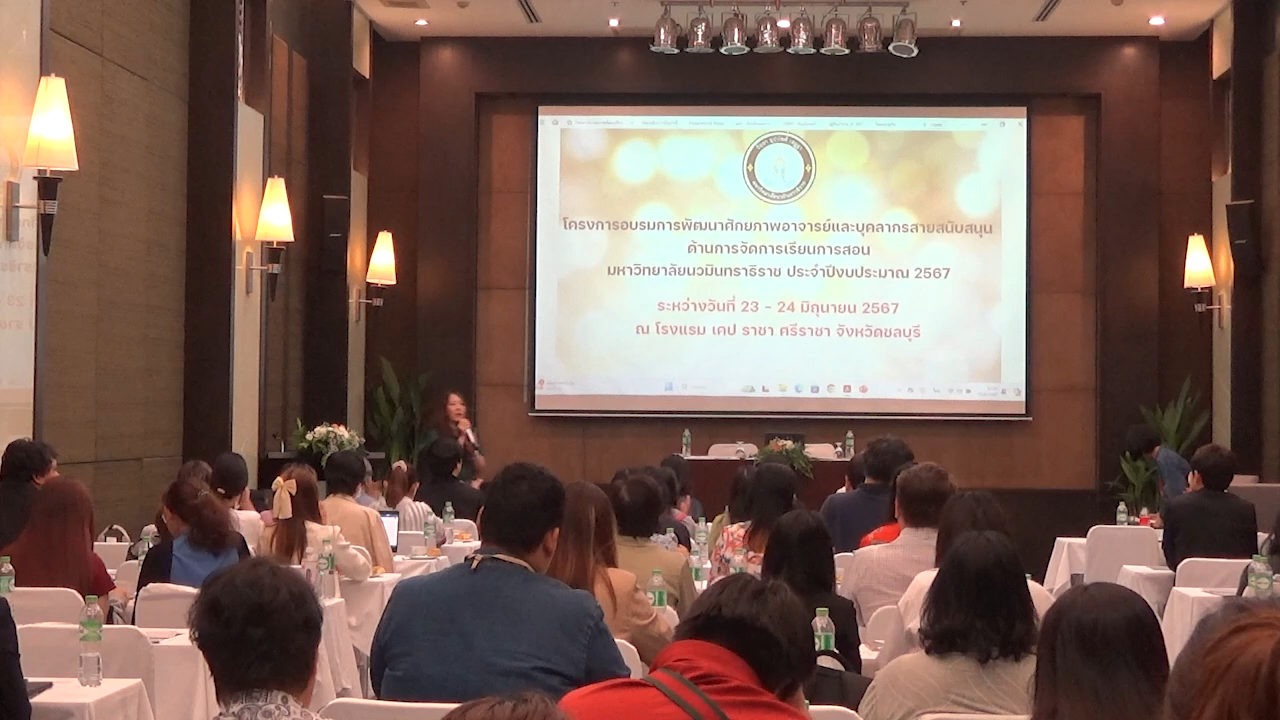 โครงการอบรมการพัฒนาศักยภาพอาจารย์และบุคลากรสายสนับสนุน
ด้านการจัดการเรียนการสอน
มหาวิทยาลัยนวมินทราธิราช ประจำปีงบประมาณ 2567
ระหว่างวันที่ 23 - 24 มิถุนายน 2567
ณ โรงแรม เคป ราชา ศรีราชา จังหวัดชลบุรี